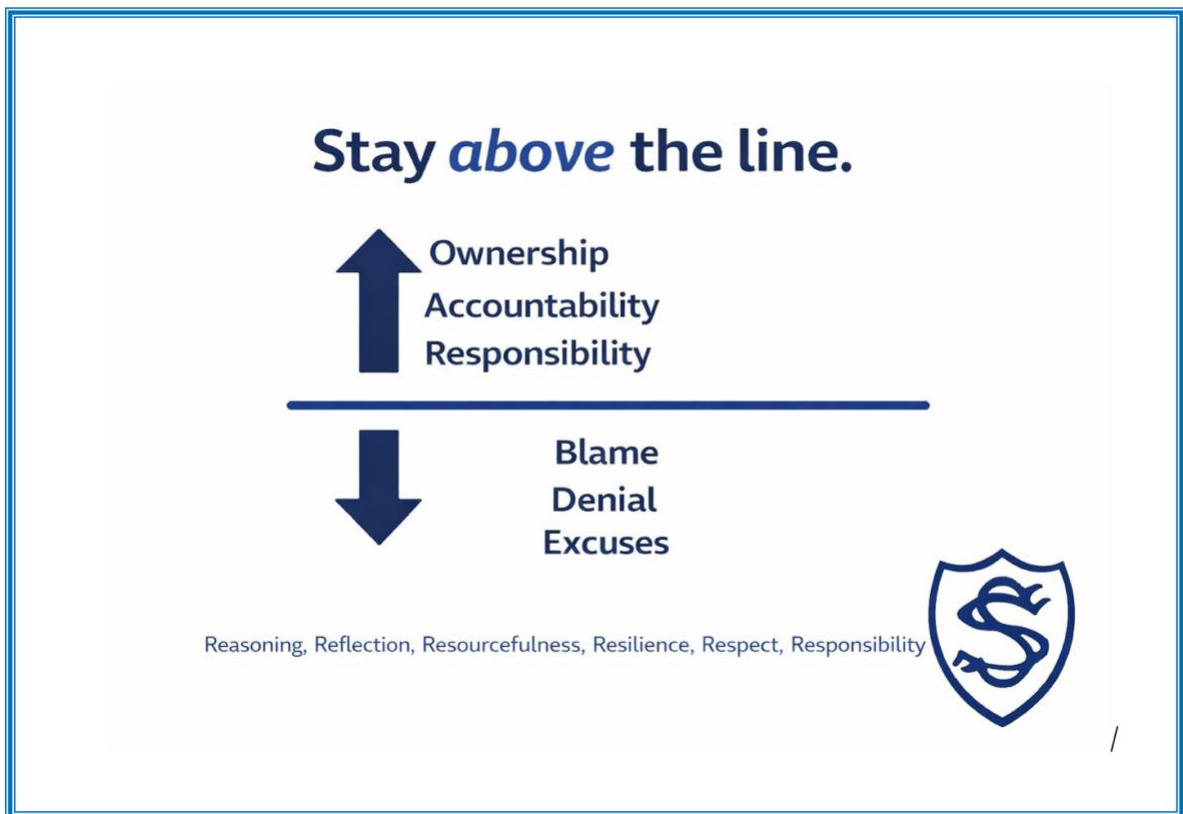 Stay above the line.
Ownership
Accountability
Responsibility
Blame
Denial
Excuses
Reasoning, Reflection, Resourcefulness, Resilience, Respect, Responsibility
S
/